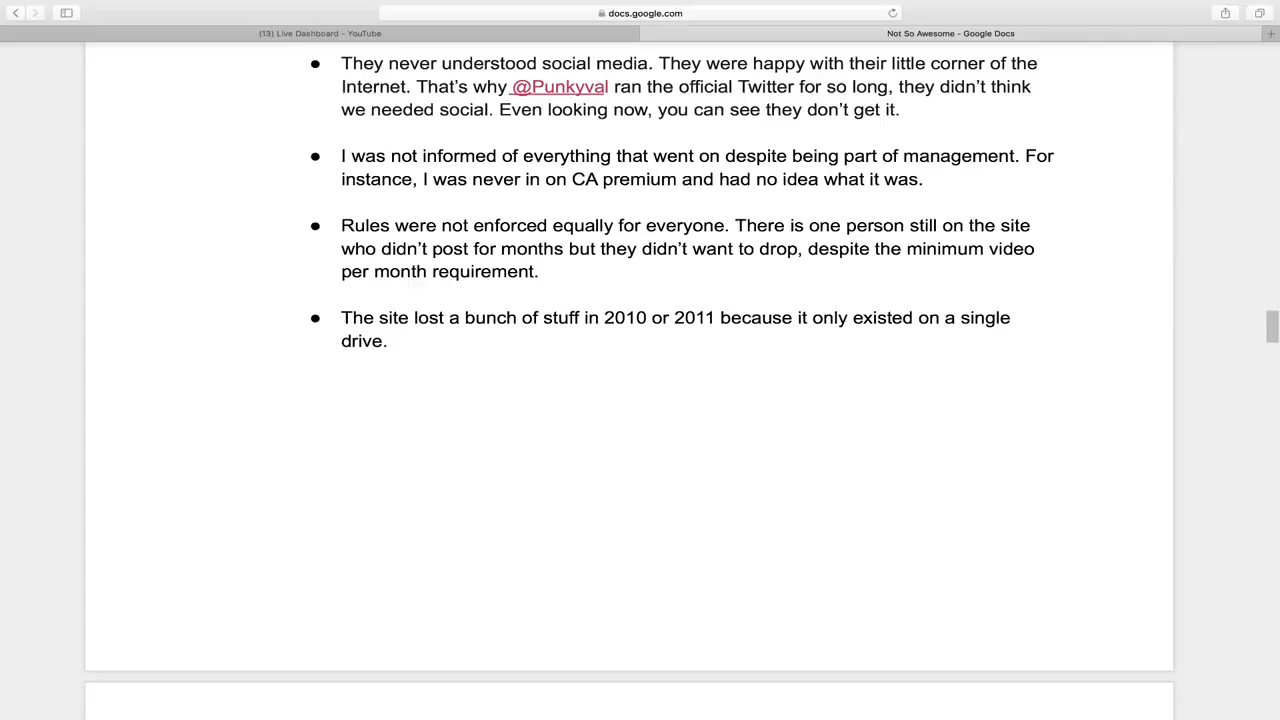 docs.google.com
(13) Live Dashboard - YouTube
Not So Awesome - Google Docs
● They never understood social media. They were happy with their little corner of the
Internet. That’s why @Punkyval ran the official Twitter for so long, they didn’t think
we needed social. Even looking now, you can see they don’t get it.
● I was not informed of everything that went on despite being part of management. For
instance, I was never in on CA premium and had no idea what it was.
● Rules were not enforced equally for everyone. There is one person still on the site
who didn’t post for months but they didn’t want to drop, despite the minimum video
per month requirement.
● The site lost a bunch of stuff in 2010 or 2011 because it only existed on a single
drive.